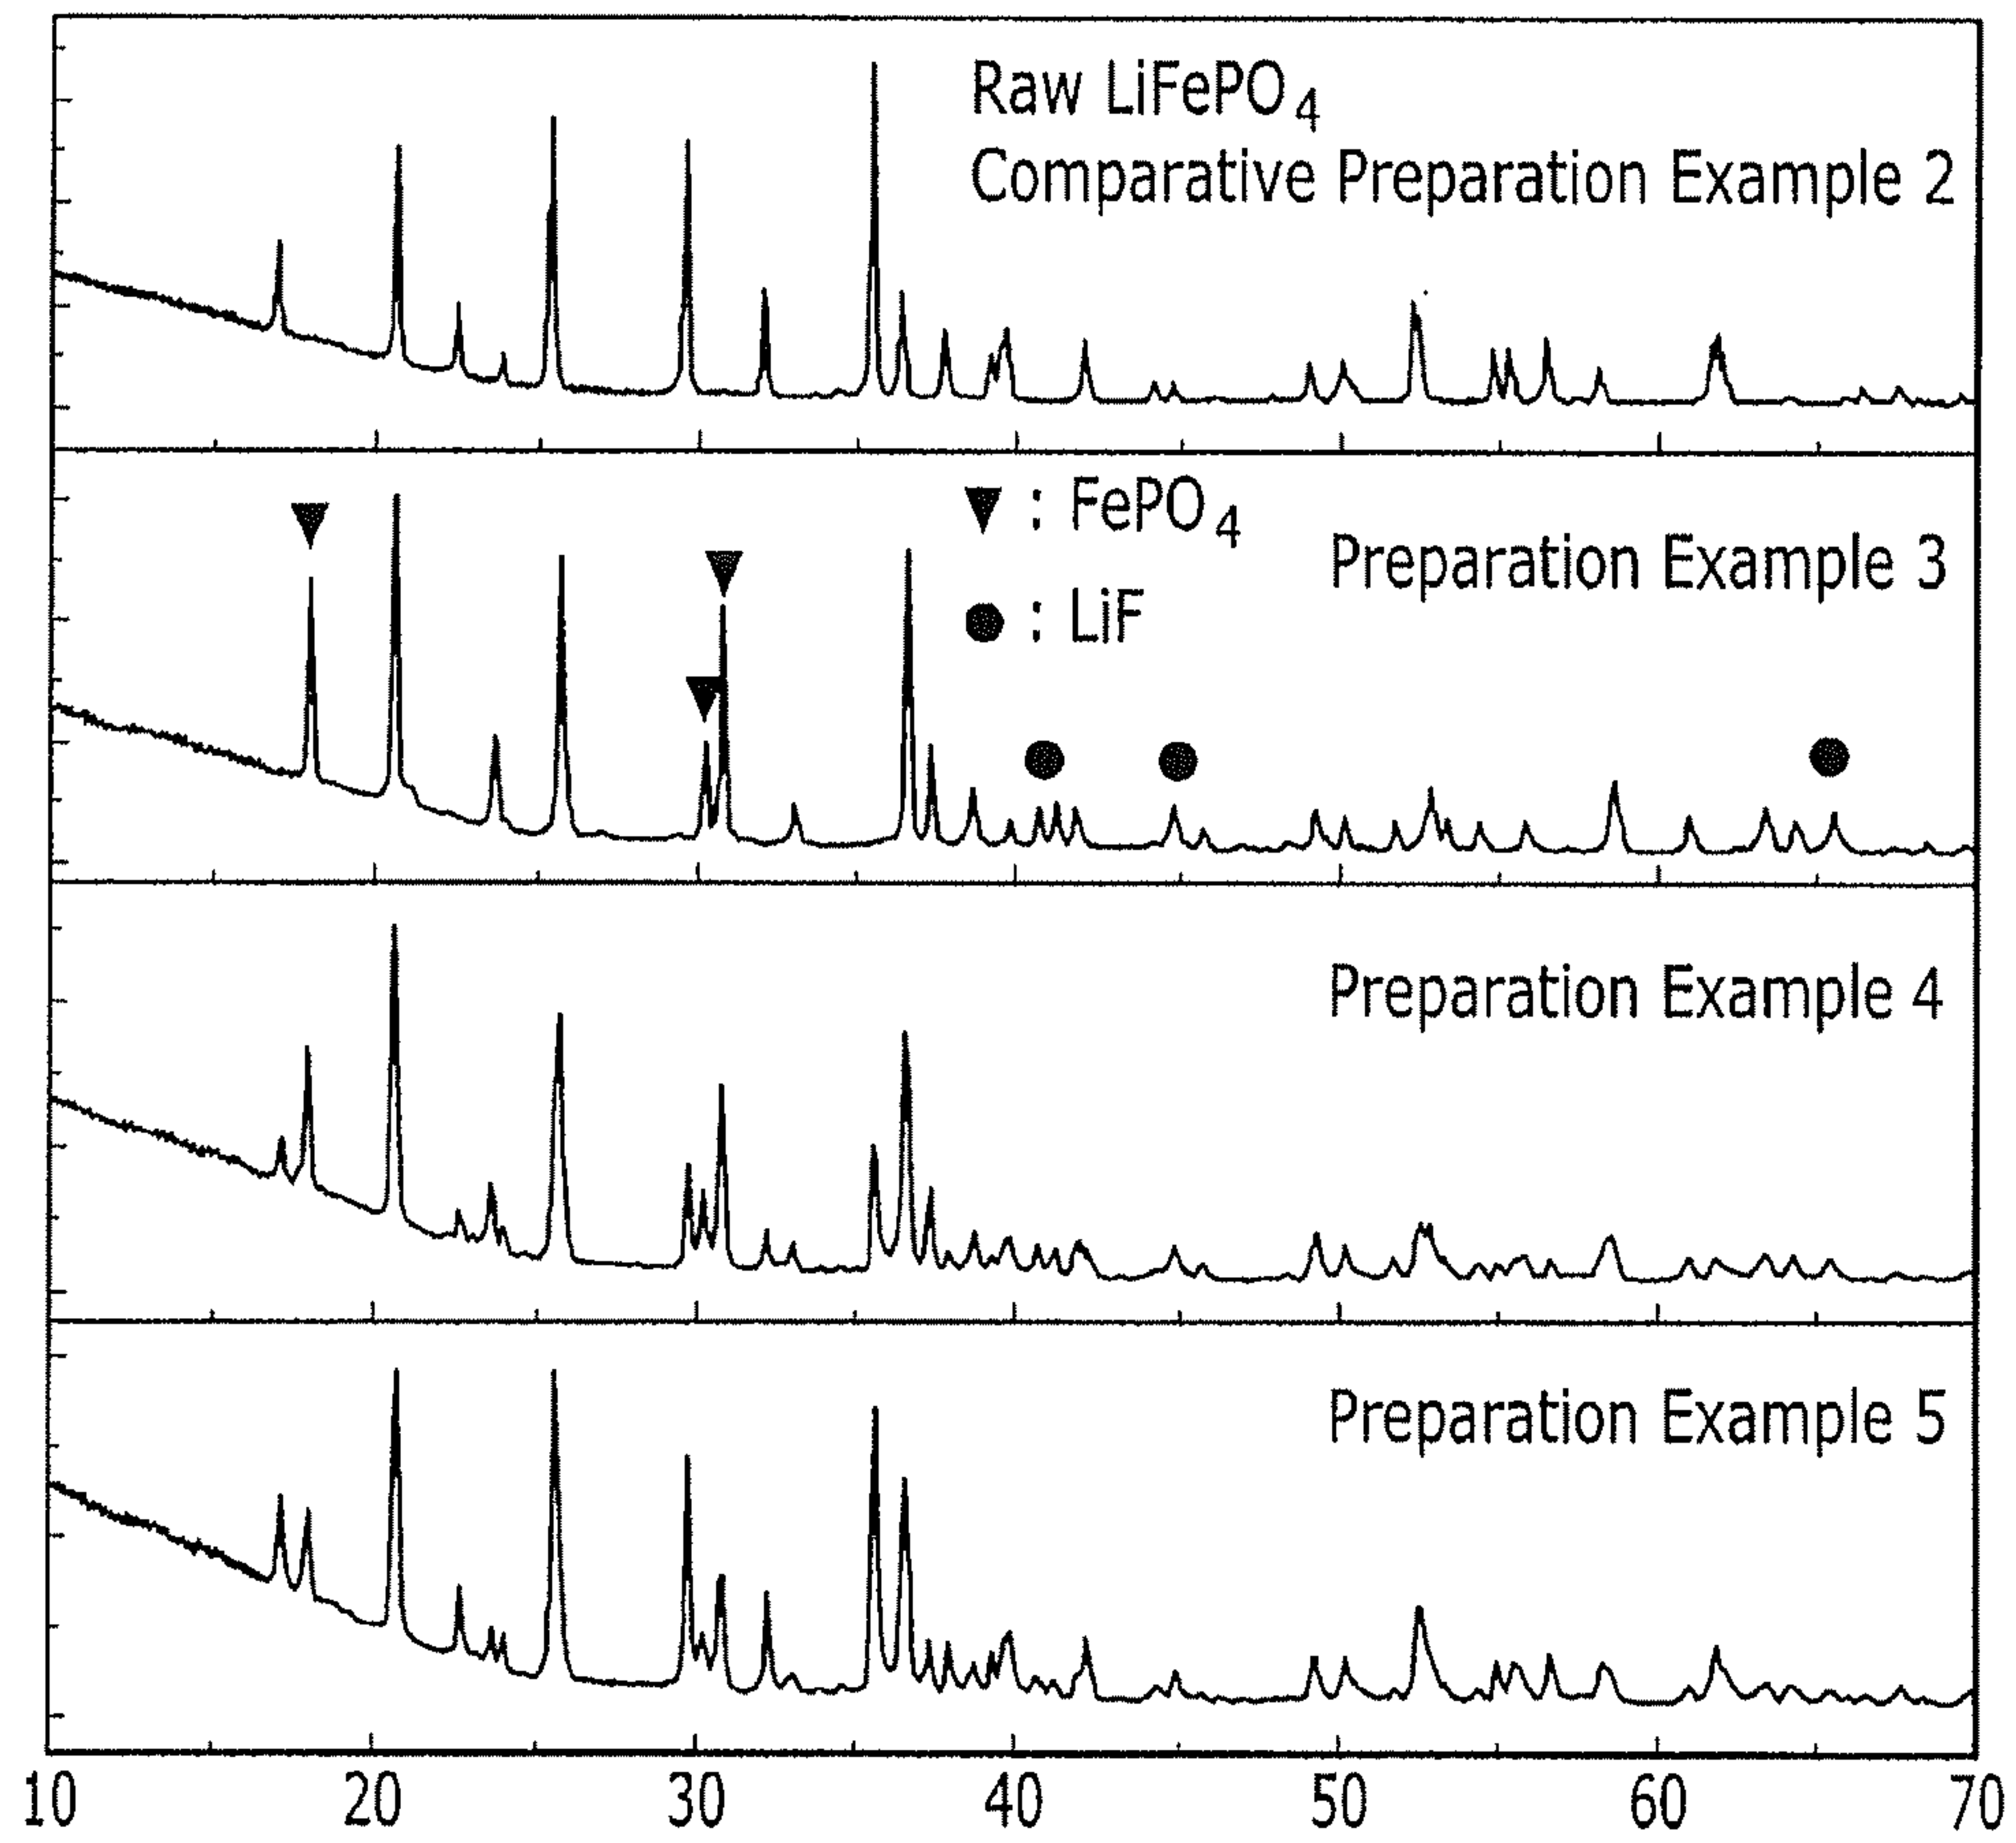 Raw LiFePO4
Comparative Preparation Example 2
▼ : FePO4
Preparation Example 3
● : LiF
Preparation Example 4
Preparation Example 5
10 20 30 40 50 60 70